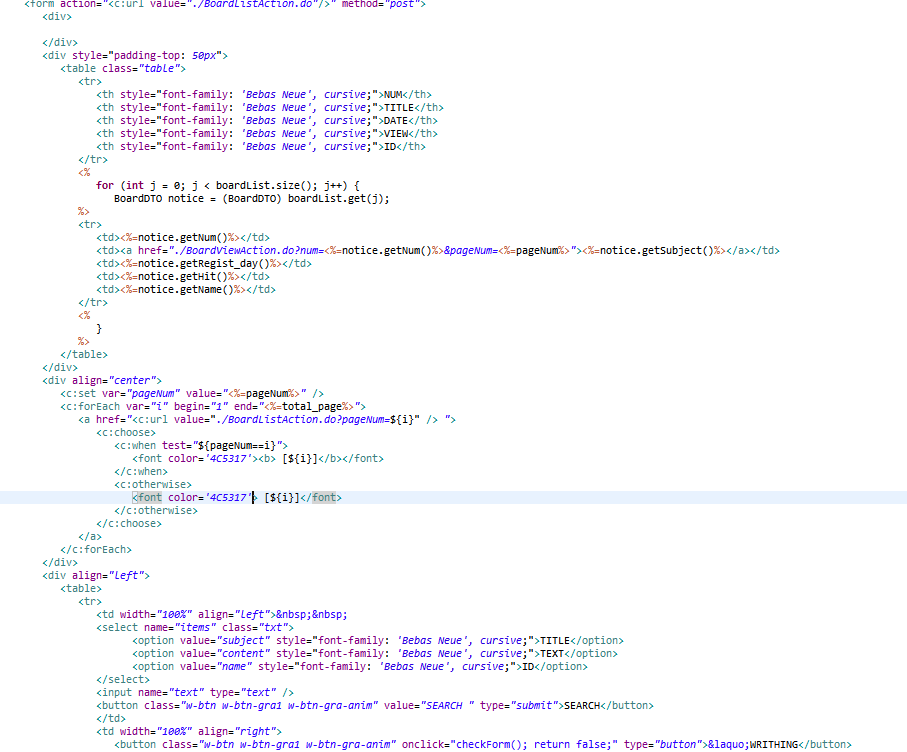 <form action="<c:url value="./BoardListAction.do"/>" method="post">
<div>
</div>
<div style="padding-top: 50px">
<table class="table">
<tr>
<th style="font-family: 'Bebas Neue', cursive;">NUM</th>
<th style="font-family: 'Bebas Neue', cursive;">TITLE</th>
<th style="font-family: 'Bebas Neue', cursive;">DATE</th>
<th style="font-family: 'Bebas Neue', cursive;">VIEW</th>
<th style="font-family: 'Bebas Neue', cursive;">ID</th>
</tr>
<%
for (int j = 0; j < boardList.size(); j++) {
BoardDTO notice = (BoardDTO) boardList.get(j);
%>
<tr>
<td><%=notice.getNum()%></td>
<td><a href="./BoardViewAction.do?num=<%=notice.getNum()%>&pageNum=<%=pageNum%>"><%=notice.getSubject()%></a></td>
<td><%=notice.getRegist_day()%></td>
<td><%=notice.getHit()%></td>
<td><%=notice.getName()%></td>
</tr>
<%
}
%>
</table>
</div>
<div align="center">
<c:set var="pageNum" value="<%=pageNum%>" />
<c:forEach var="i" begin="1" end="<%=total_page%>">
<a href="<c:url value="./BoardListAction.do?pageNum=${i}" /> ">
<c:choose>
<c:when test="${pageNum==i}">
<font color='4C5317'><b> [${i}]</b></font>
</c:when>
<c:otherwise>
<font color='4C5317'> [${i}]</font>
</c:otherwise>
</c:choose>
</a>
</c:forEach>
</div>
<div align="left">
<table>
<tr>
<td width="100%" align="left">&nbsp;&nbsp;
<select name="items" class="txt">
<option value="subject" style="font-family: 'Bebas Neue', cursive;">TITLE</option>
<option value="content" style="font-family: 'Bebas Neue', cursive;">TEXT</option>
<option value="name" style="font-family: 'Bebas Neue', cursive;">ID</option>
</select>
<input name="text" type="text" />
<button class="w-btn w-btn-gra1 w-btn-gra-anim" value="SEARCH " type="submit">SEARCH</button>
</td>
<td width="100%" align="right">
<button class="w-btn w-btn-gra1 w-btn-gra-anim" onclick="checkForm(); return false;" type="button">&laquo;WRITHING</button>